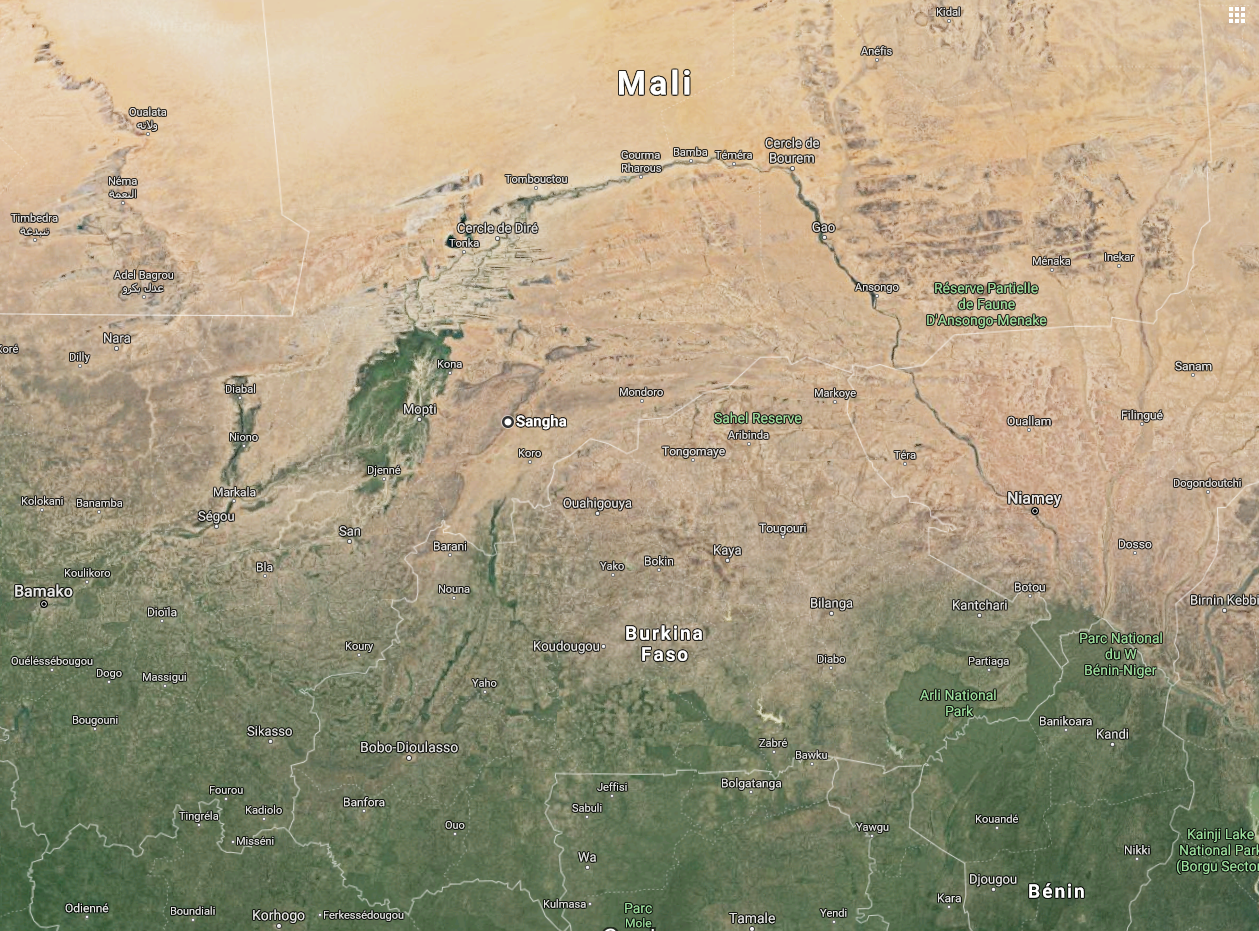 Kidal
Anéfis
Mali
Oualata
ولاتة
Cercle de
Bourem
Gourma
Rharous
Bamba
Téméra
Néma
النعمة
Tombouctou
Timbedra
تنبدغة
Cercle de Diré
Tonka
Gao
Adel Bagrou
عدل بكرو
Ménaka
Inekar
Ansongo
Réserve Partielle
de Faune
D'Ansongo-Menake
Nara
Dilly
Kona
Sanam
Diabal
Mondoro
Markoye
Mopti
Sangha
Sahel Reserve
Ouallam
Filingué
Niono
Aribinda
Koro
Tongomaye
Téra
Djenné
Dogondoutchi
Markala
Kolokani
Banamba
Ouahigouya
Niamey
Ségou
San
Tougouri
Barani
Kaya
Dosso
Bla
Yako
Bokin
Koulikoro
Bamako
Nouna
Botou
Birnin Kebbi
Dioïla
Bilanga
Kantchari
Burkina
Faso
Koudougou
Koury
Parc National
du W
Bénin-Niger
Ouéléssébougou
Dogo
Massigui
Diabo
Partiaga
Yaho
Arli National
Park
Bougouni
Sikasso
Banikoara
Kandi
Bobo-Dioulasso
Zabré
Bawku
Jeffisi
Bolgatanga
Fourou
Banfora
Sabuli
Tingréla
Kadiolo
Ouo
Kouandé
Yawgu
Misséni
Kainji Lake
National Park
(Borgu Sector
Wa
Nikki
Djougou
Bénin
Kara
Odienné
Boundiali
Korhogo
Ferkessédougou
Kulmasa
Parc
Mole
Tamale
Yendi